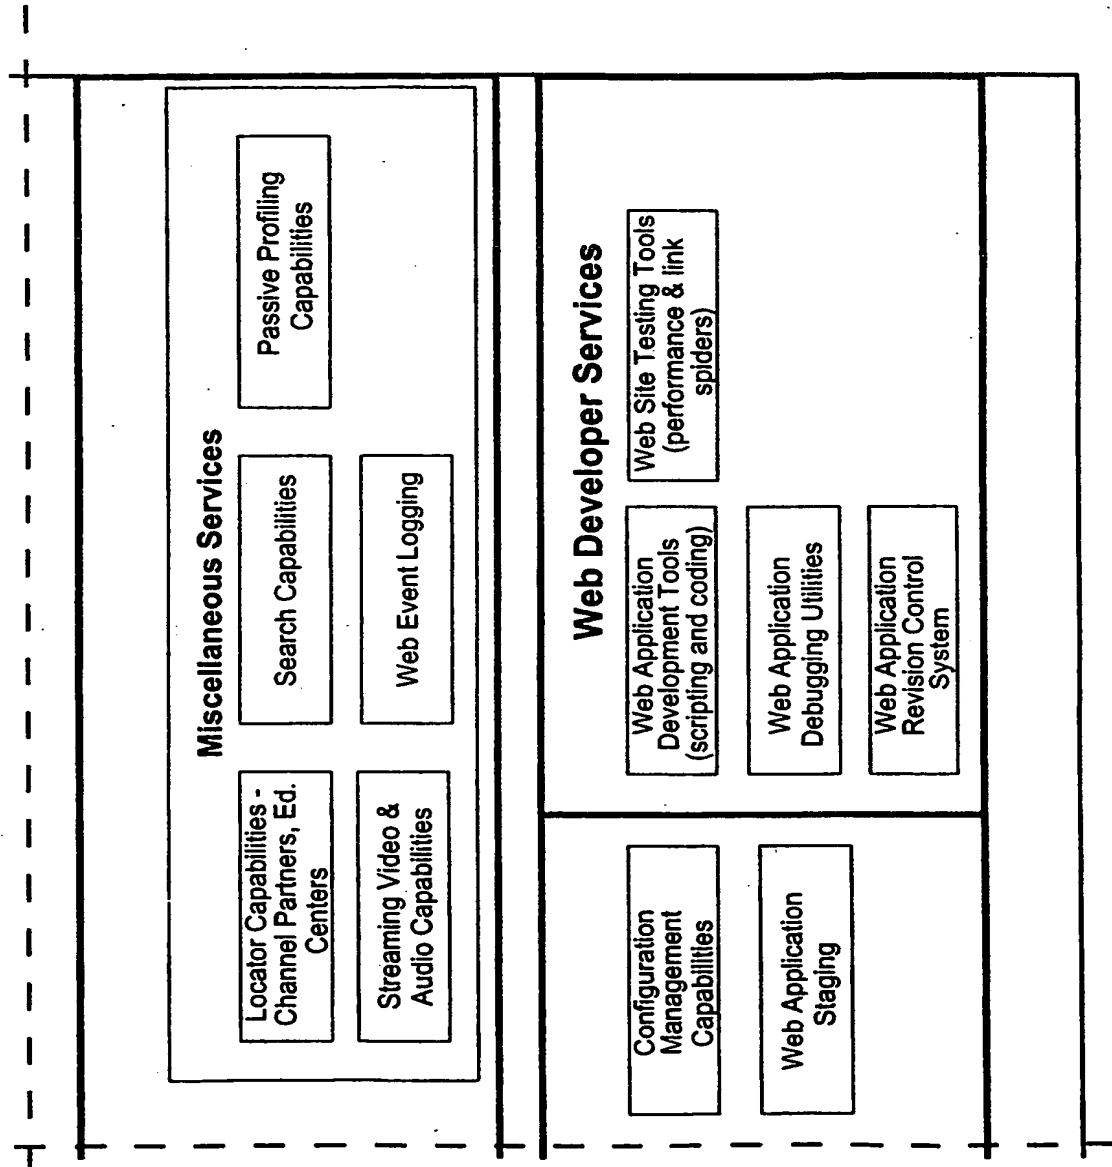 Miscellaneous Services
Locator Capabilities -
Channel Partners, Ed.
Centers
Search Capabilities
Passive Profiling
Capabilities
Streaming Video &
Audio Capabilities
Web Event Logging
Web Developer Services
Configuration
Management
Capabilities
Web Application
Development Tools
(scripting and coding)
Web Site Testing Tools
(performance & link
spiders)
Web Application
Staging
Web Application
Debugging Utilities
Web Application
Revision Control
System